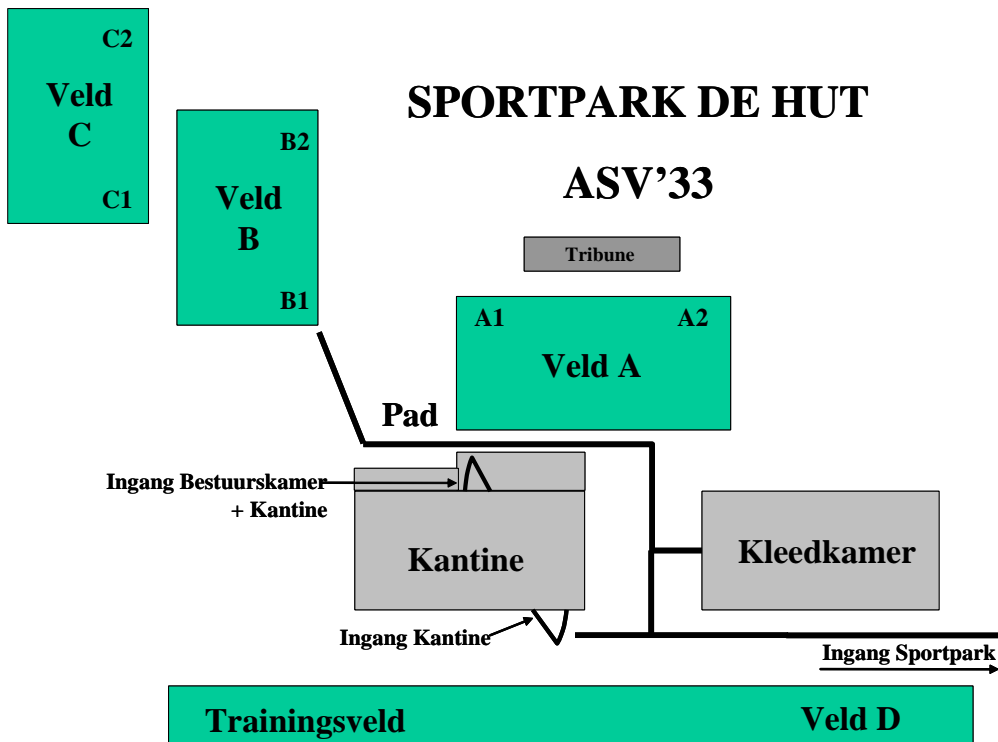 C2
Veld
C
C1
SPORTPARK DE HUT
ASV’33
B2
Veld
B
B1
Tribune
A1 A2
Veld A
Pad
Ingang Bestuurskamer
+ Kantine
Kantine
Kleedkamer
Ingang Kantine
Ingang Sportpark
Trainingsveld Veld D